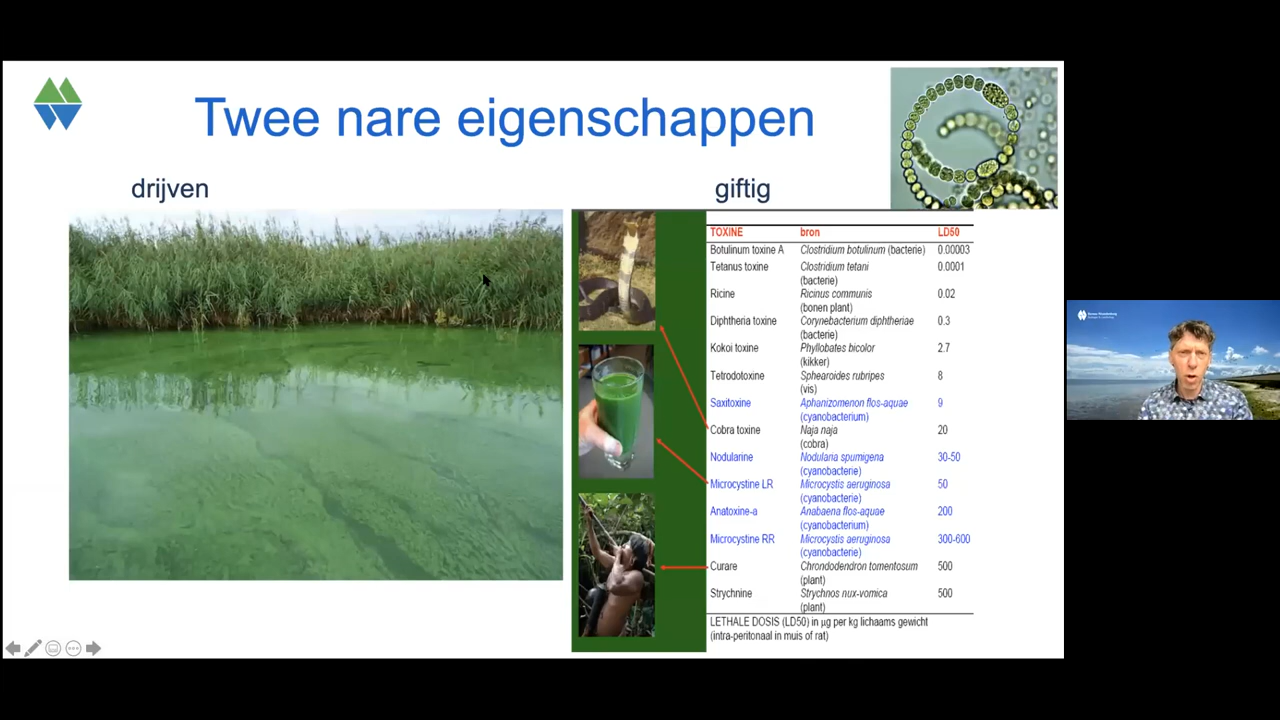 Twee nare eigenschappen
drijven
giftig
TOXINE bron LD50
Botulinum toxine A Clostridium botulinum (bacterie) 0.00003
Tetanus toxine Clostridium tetani 0.0001
(bacterie)
Ricine Ricinus communis 0.02
(bonen plant)
Diphtheria toxine Corynebacterium diphtheriae 0.3
(bacterie)
Kokoi toxine Phyllobates bicolor 2.7
(kikker)
Tetrodotoxine Sphearoides rubripes 8
(vis)
Saxitoxine Aphanizomenon flos-aquae 9
(cyanobacterium)
Cobra toxine Naja naja 20
(cobra)
Nodularine Nodularia spumigena 30-50
(cyanobacterie)
Microcystine LR Microcystis aeruginosa 50
(cyanobacterie)
Anatoxine-a Anabaena flos-aquae 200
(cyanobacterium)
Microcystine RR Microcystis aeruginosa 300-600
(cyanobacterie)
Curare Chrondodendron tomentosum 500
(plant)
Strychnine Strychnos nux-vomica 500
(plant)
LETHALE DOSIS (LD50) in µg per kg lichaams gewicht
(intra-peritonaal in muis of rat)